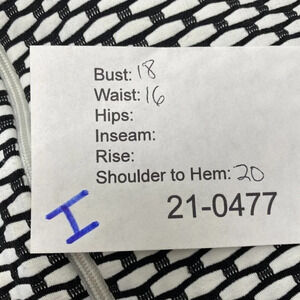 Bust: 18
Waist: 16
Hips:
Inseam:
Rise:
Shoulder to Hem: 20
I 21-0477